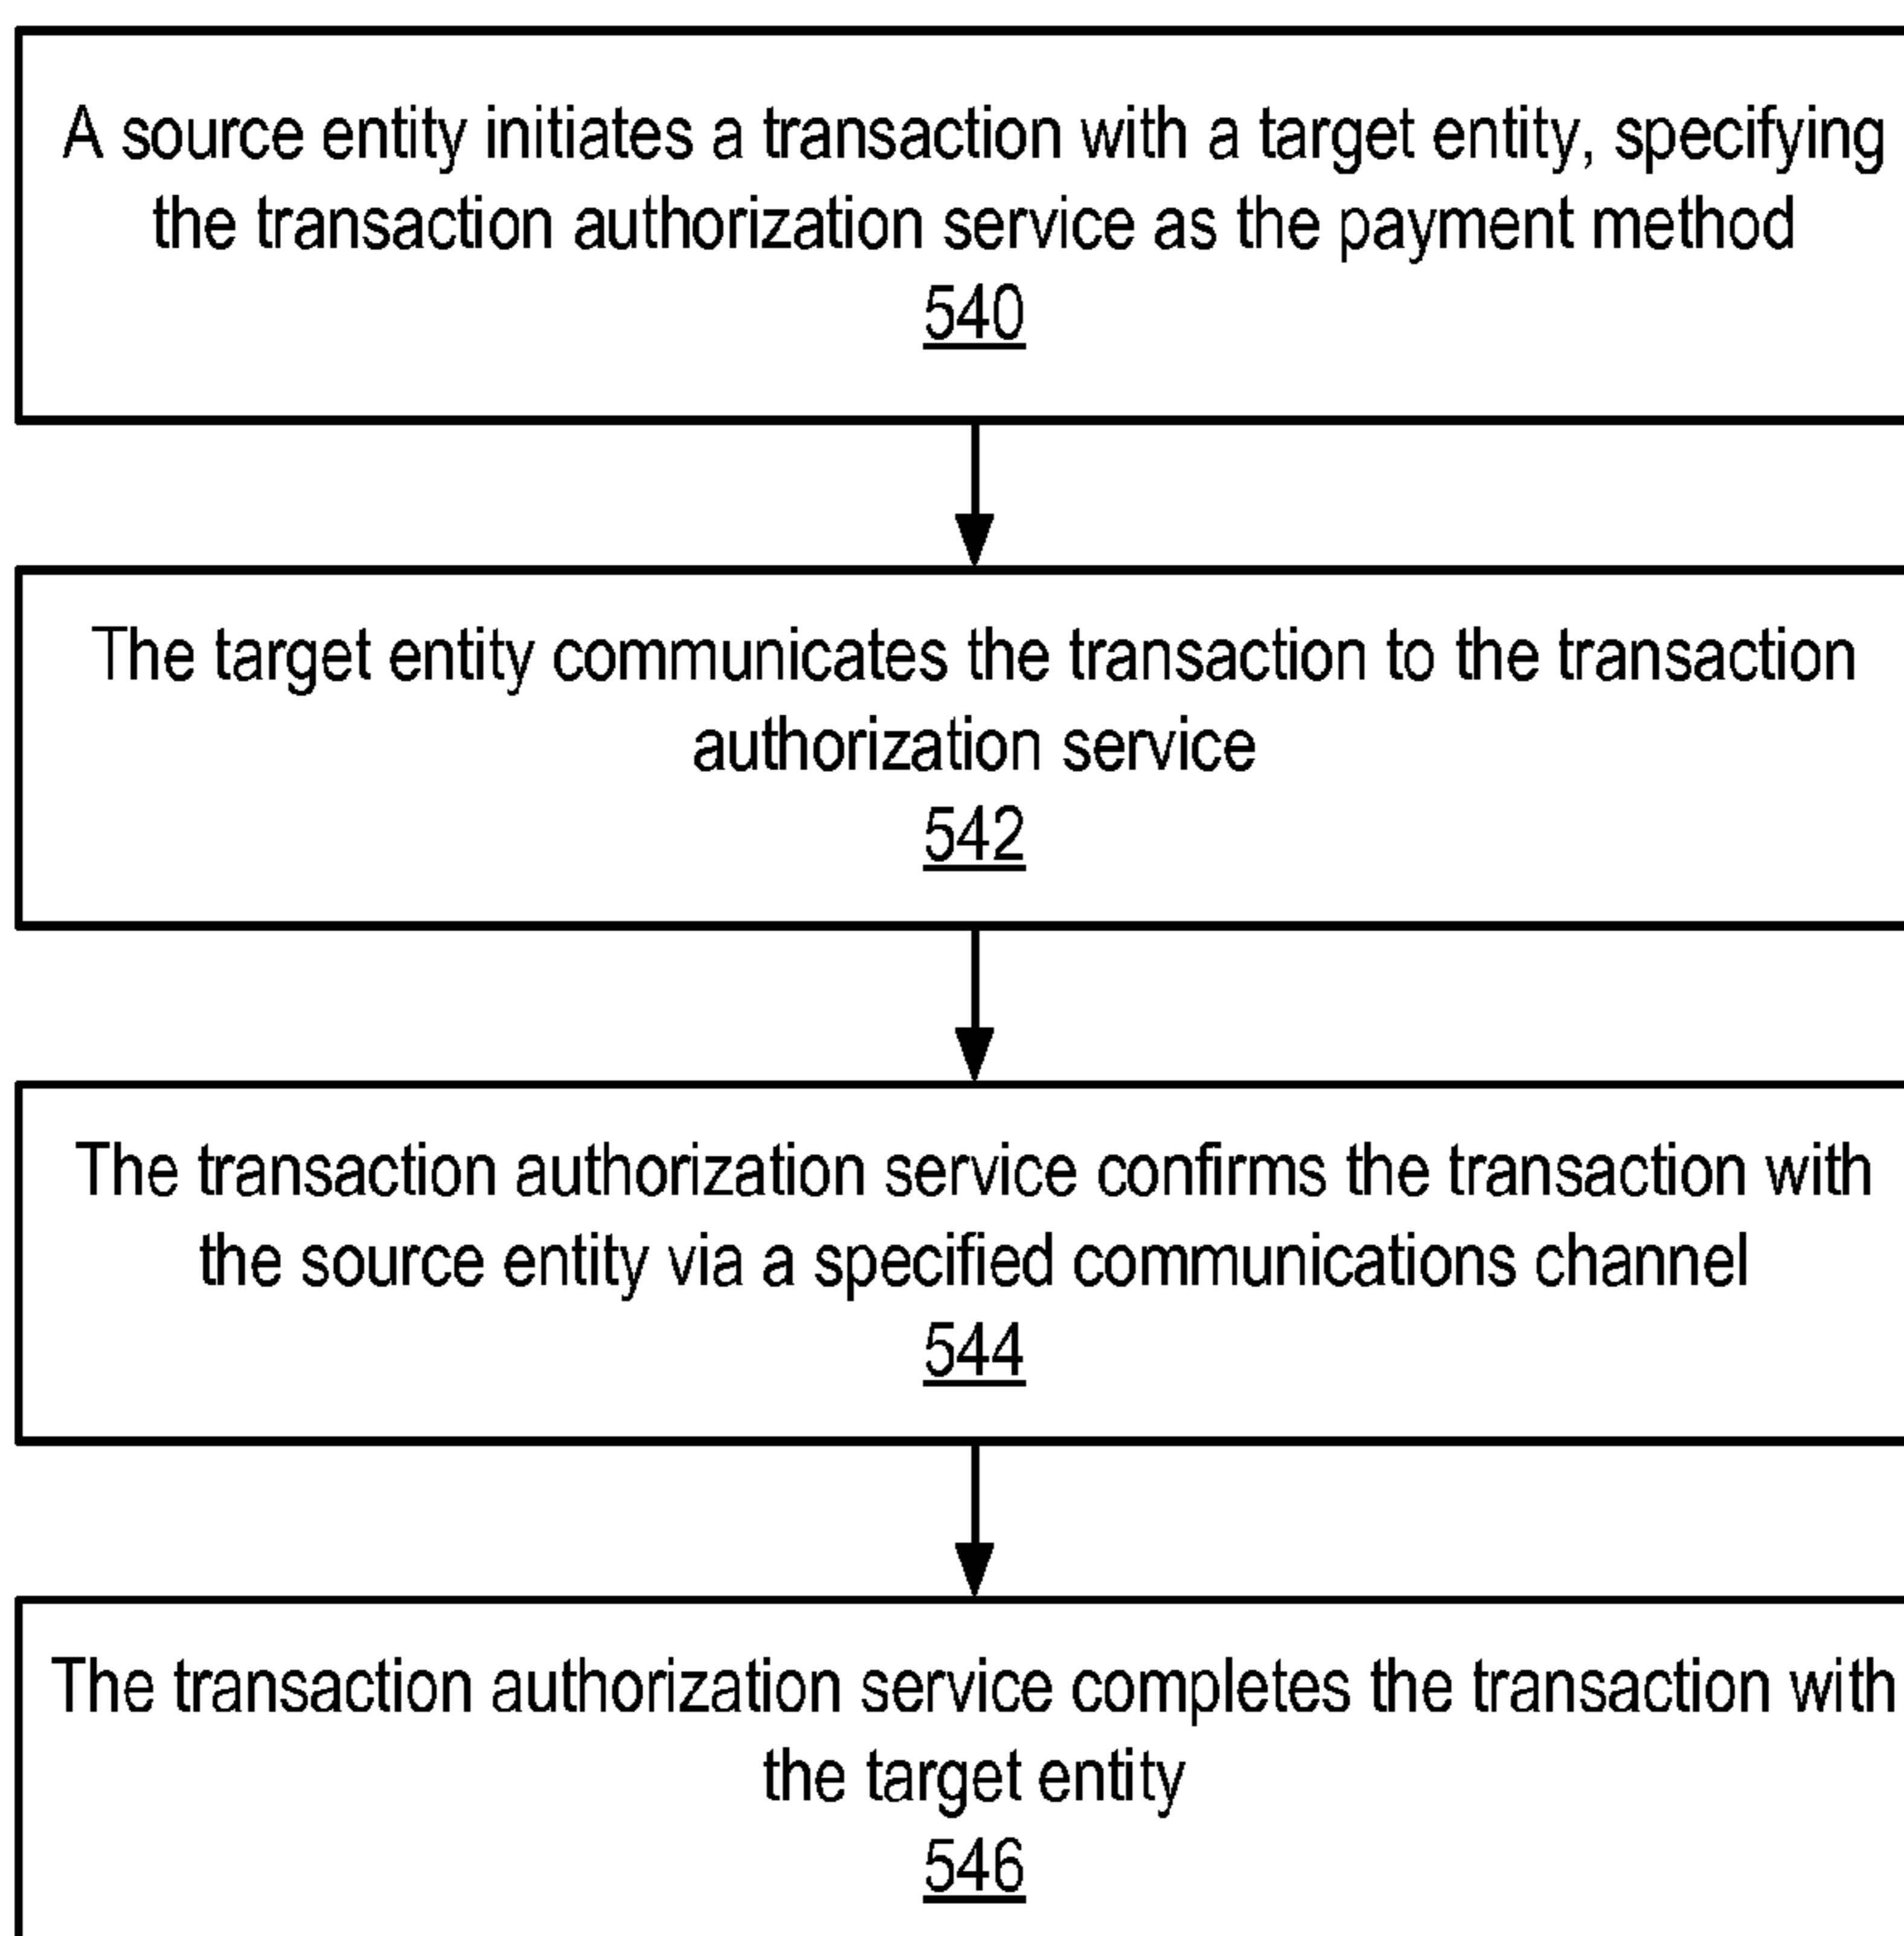 A source entity initiates a transaction with a target entity, specifying
the transaction authorization service as the payment method
540
The target entity communicates the transaction to the transaction
authorization service
542
The transaction authorization service confirms the transaction with
the source entity via a specified communications channel
544
The transaction authorization service completes the transaction with
the target entity
546